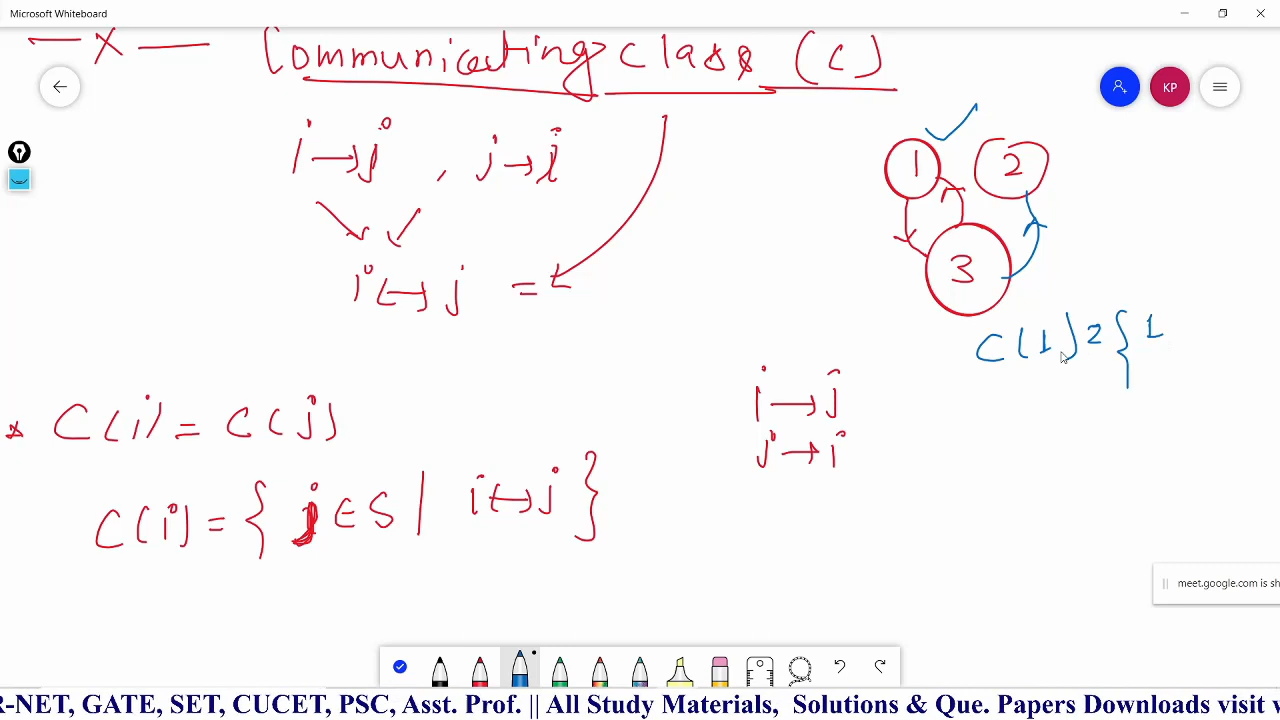 Microsoft Whiteboard
— X — Communicating class (C)
KP
i → j , j → i
1 2
i ↔ j =
3
C(1) = { 1
i → j
* C(i) = C(j)
j → i
C(i) = { j ∈ S | i ↔ j }
meet.google.com is sh
R-NET, GATE, SET, CUCET, PSC, Asst. Prof. || All Study Materials, Solutions & Que. Papers Downloads visit w